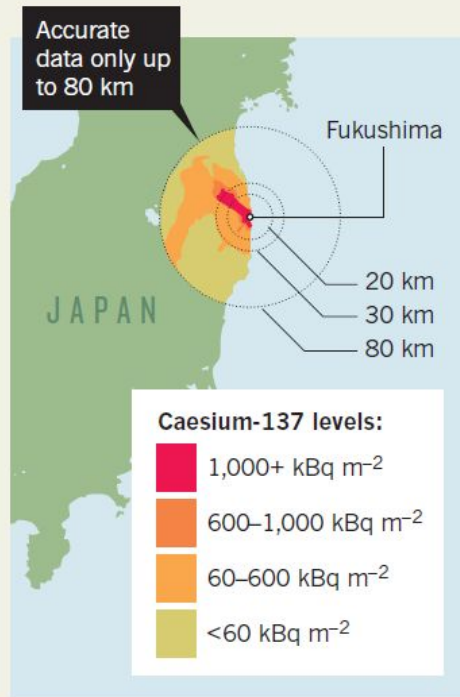 Accurate
data only up
to 80 km
Fukushima
20 km
30 km
80 km
JAPAN
Caesium-137 levels:
1,000+ kBq m⁻²
600–1,000 kBq m⁻²
60–600 kBq m⁻²
<60 kBq m⁻²